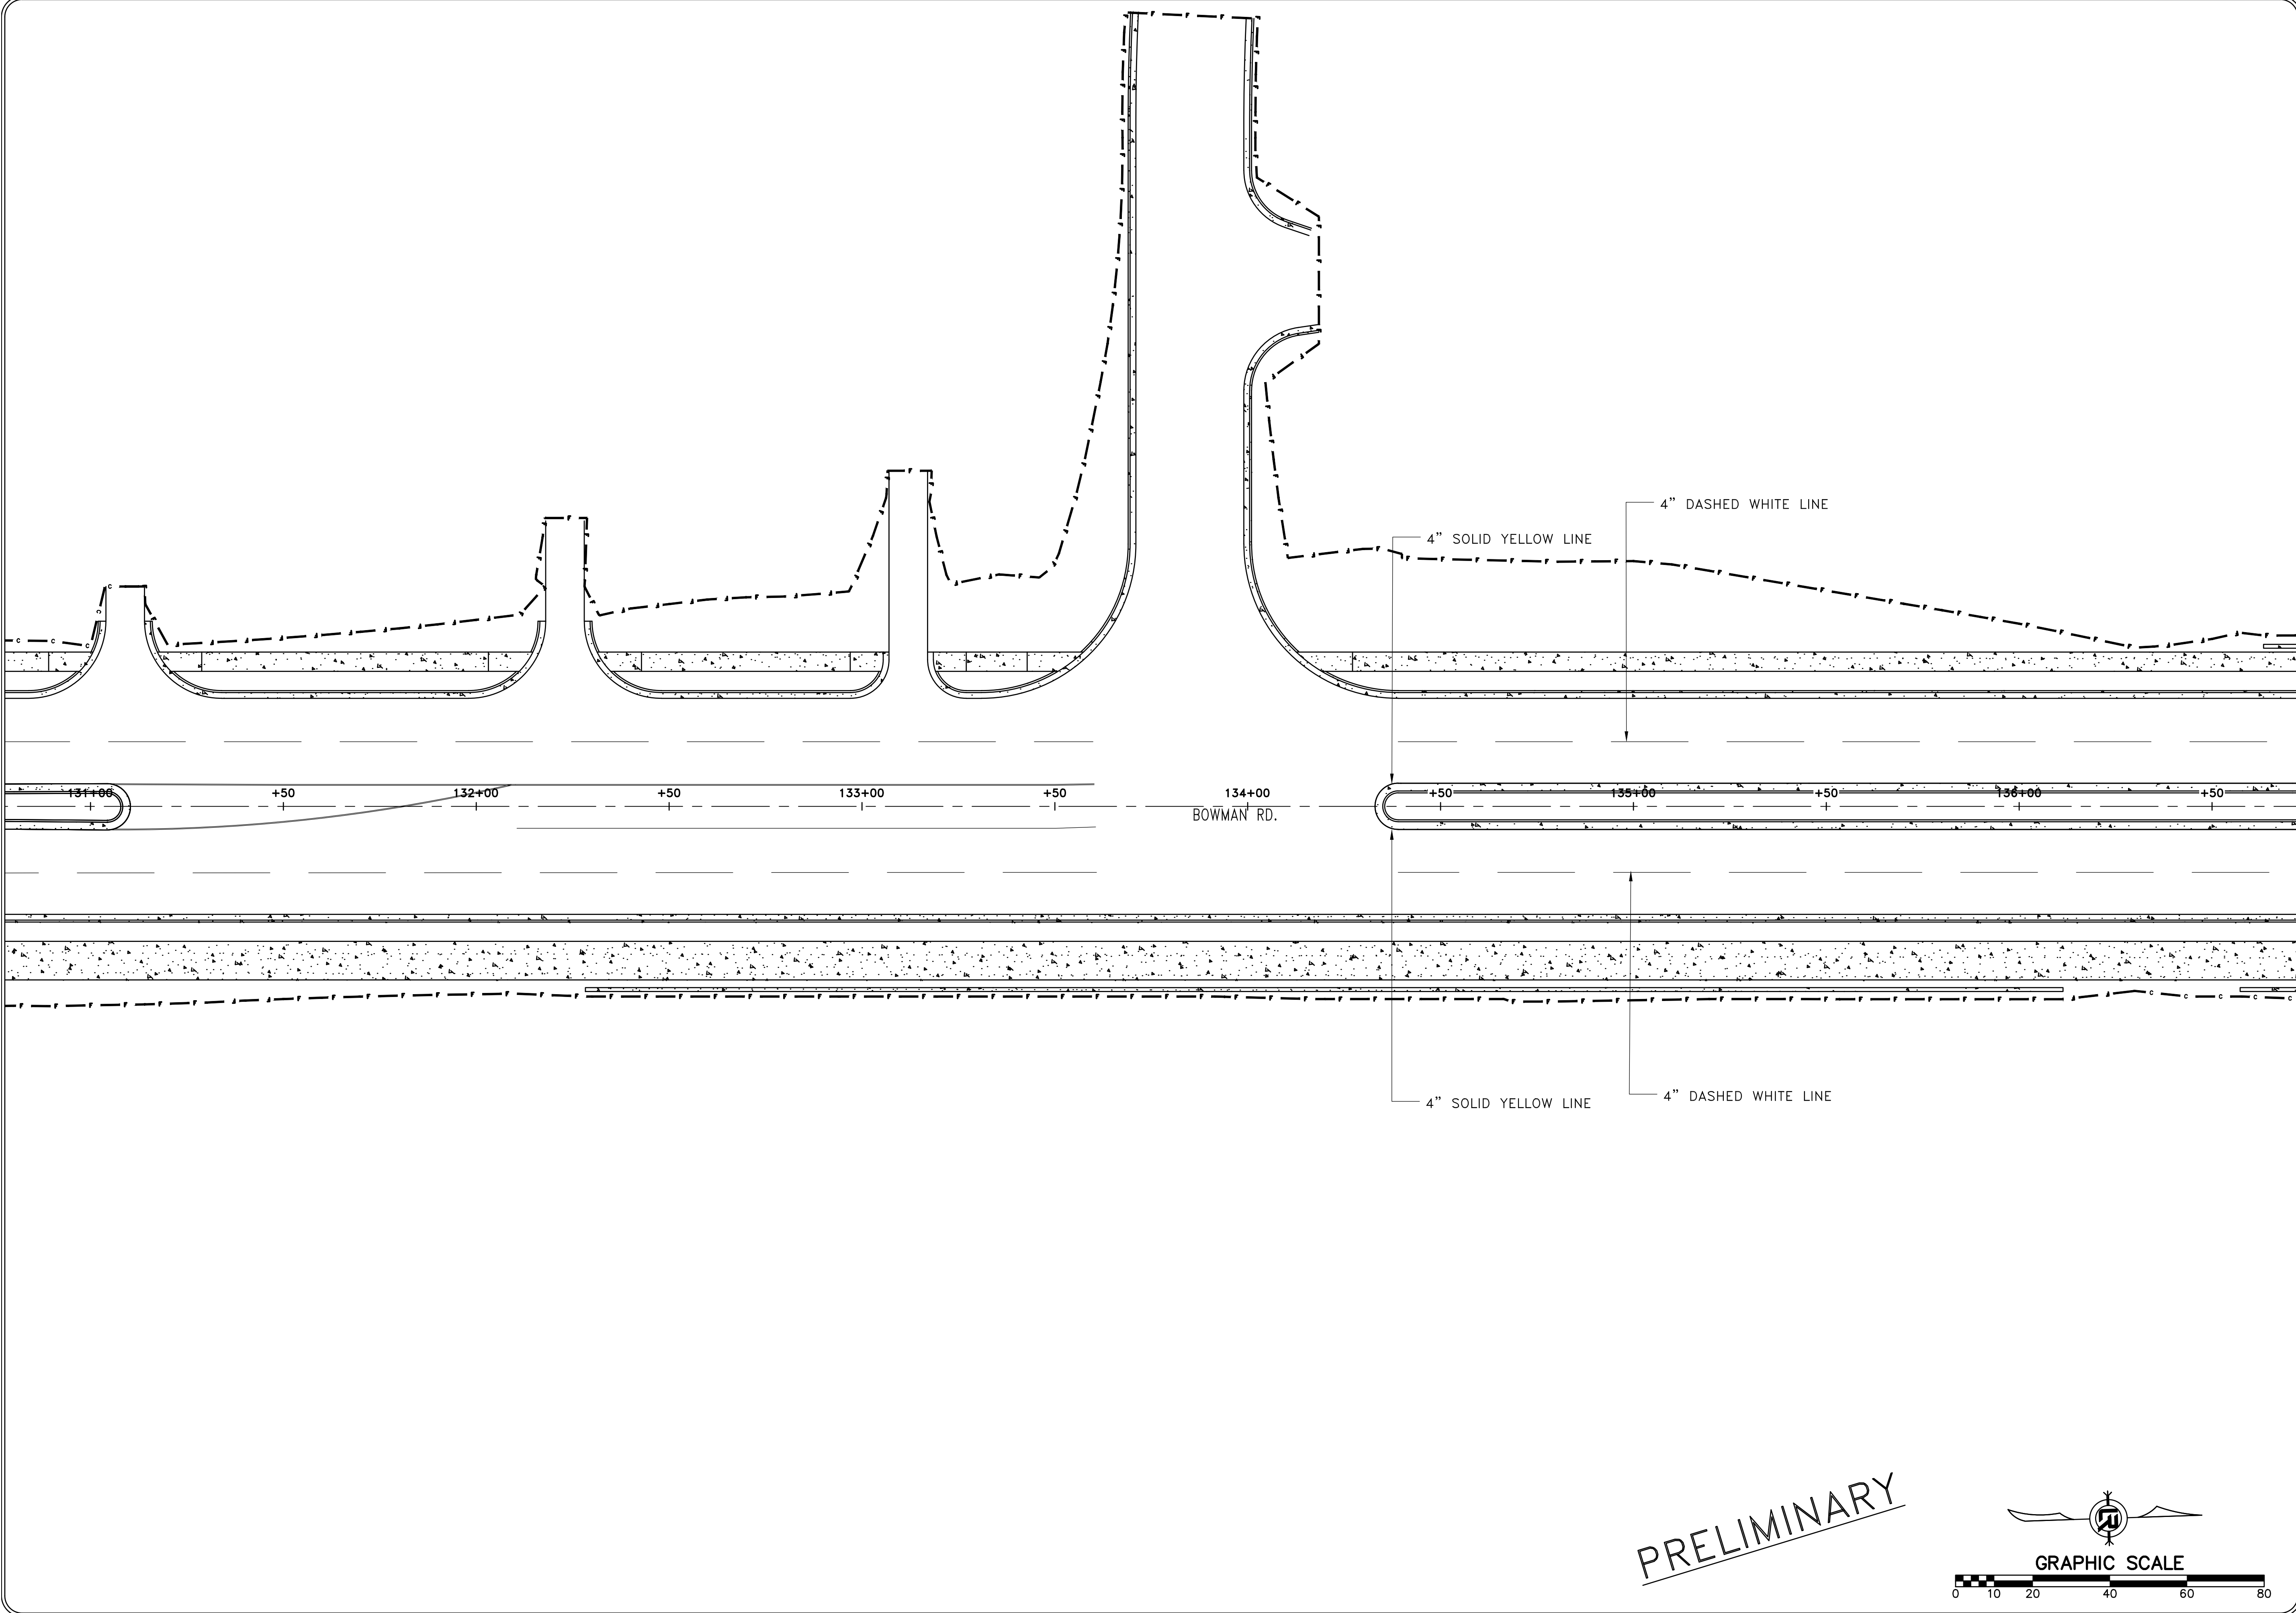 4” DASHED WHITE LINE
4” SOLID YELLOW LINE
131+00 +50 132+00 +50 133+00 +50 134+00 +50 135+00 +50 136+00 +50
BOWMAN RD.
4” SOLID YELLOW LINE
4” DASHED WHITE LINE
PRELIMINARY
GRAPHIC SCALE
0 10 20 40 60 80